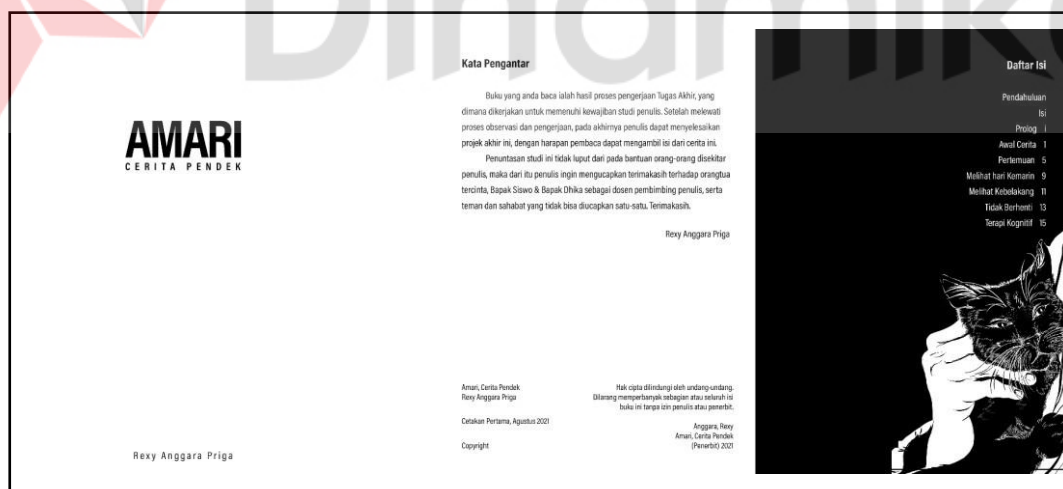 Dinamika
AMARI
CERITA PENDEK
Rexy Anggara Priga
Kata Pengantar
Buku yang anda baca ialah hasil proses pengerjaan Tugas Akhir, yang
dimana dikerjakan untuk memenuhi kewajiban studi penulis. Setelah melewati
proses observasi dan pengerjaan, pada akhirnya penulis dapat menyelesaikan
projek akhir ini, dengan harapan pembaca dapat mengambil isi dari cerita ini.
Penuntasan studi ini tidak luput dari pada bantuan orang-orang disekitar
penulis, maka dari itu penulis ingin mengucapkan terimakasih terhadap orangtua
tercinta, Bapak Siswo & Bapak Dhika sebagai dosen pembimbing penulis, serta
teman dan sahabat yang tidak bisa diucapkan satu-satu. Terimakasih.
Rexy Anggara Priga
Amari, Cerita Pendek
Rexy Anggara Priga
Cetakan Pertama, Agustus 2021
Copyright
Hak cipta dilindungi oleh undang-undang.
Dilarang memperbanyak sebagian atau seluruh isi
buku ini tanpa izin penulis atau penerbit.
Anggara, Rexy
Amari, Cerita Pendek
(Penerbit) 2021
Daftar Isi
Pendahuluan
Isi
Prolog i
Awal Cerita 1
Pertemuan 5
Melihat hari Kemarin 9
Melihat Kebelakang 11
Tidak Berhenti 13
Terapi Kognitif 15